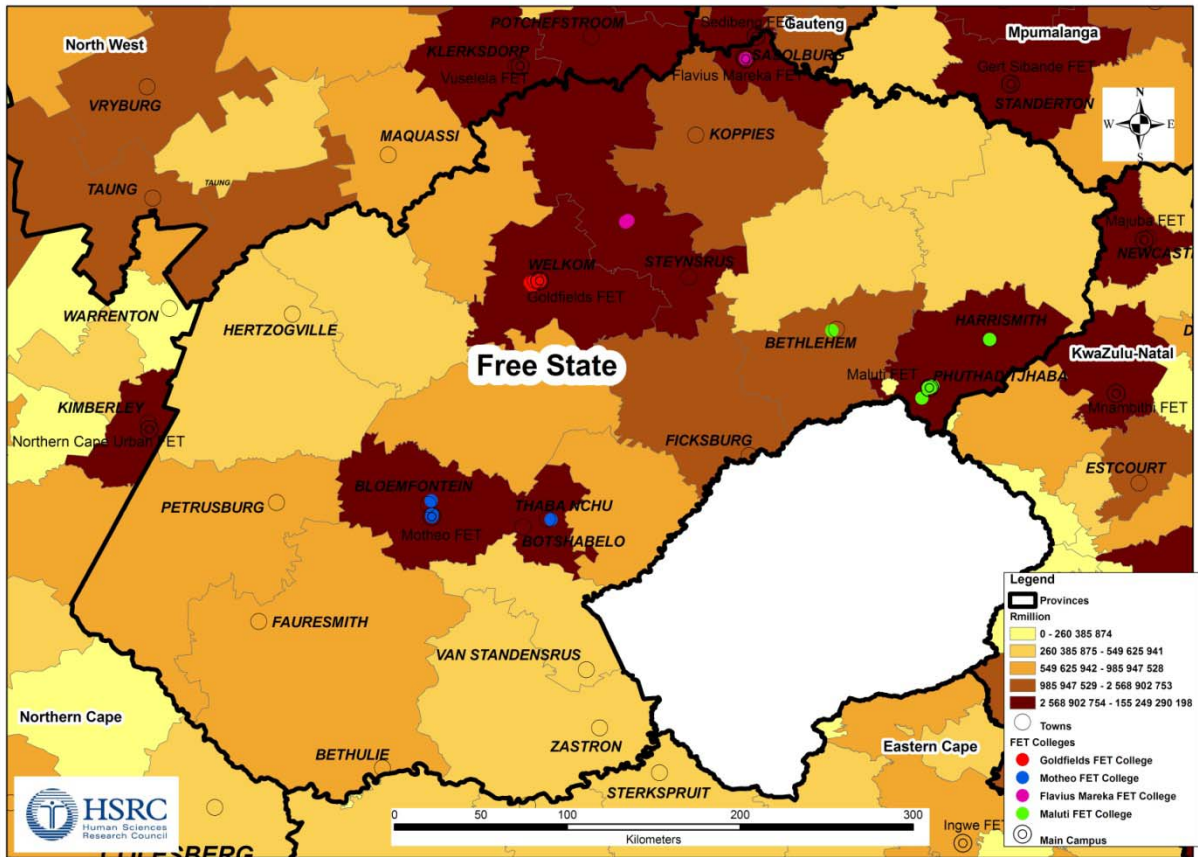 North West
POTCHEFSTROOM
Sedibeng FET
Gauteng
Mpumalanga
KLERKSDORP
Vuselela FET
SASOLBURG
Flavius Mareka FET
Gert Sibande FET
STANDERTON
VRYBURG
MAQUASSI
KOPPIES
N
W
E
S
TAUNG
TAUNG
Majuba FET
NEWCAST
WELKOM
Goldfields FET
STEYNSRUS
WARRENTON
HERTZOGVILLE
BETHLEHEM
HARRISMITH
KwaZulu-Natal
Free State
Maluti FET
PHUTHADITJHABA
Mnambithi FET
KIMBERLEY
Northern Cape Urban FET
FICKSBURG
ESTCOURT
BLOEMFONTEIN
PETRUSBURG
THABA NCHU
Motheo FET
BOTSHABELO
FAURESMITH
VAN STANDENSRUS
Northern Cape
ZASTRON
BETHULIE
STERKSPRUIT
Eastern Cape
Ingwe FET
Legend
Provinces
Rmillion
0 - 260 385 874
260 385 875 - 549 625 941
549 625 942 - 985 947 528
985 947 529 - 2 568 902 753
2 568 902 754 - 155 249 290 198
Towns
FET Colleges
Goldfields FET College
Motheo FET College
Flavius Mareka FET College
Maluti FET College
Main Campus
HSRC
Human Sciences
Research Council
0 50 100 200 300
Kilometers